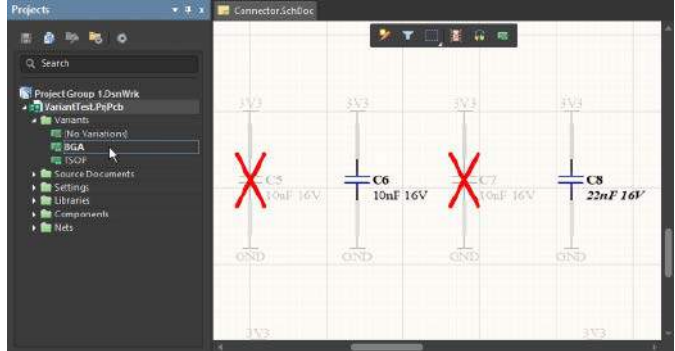 Projects
Connector.SchDoc
Search
Project Group 1.DsnWrk
VariantTest.PrjPcb
Variants
[No Variations]
BGA
TSOP
Source Documents
Settings
Libraries
Components
Nets
3V3 3V3 3V3 3V3
C5 C6 C7 C8
10nF 16V 10nF 16V 10nF 16V 22nF 16V
GND GND GND GND
3V3 3V3